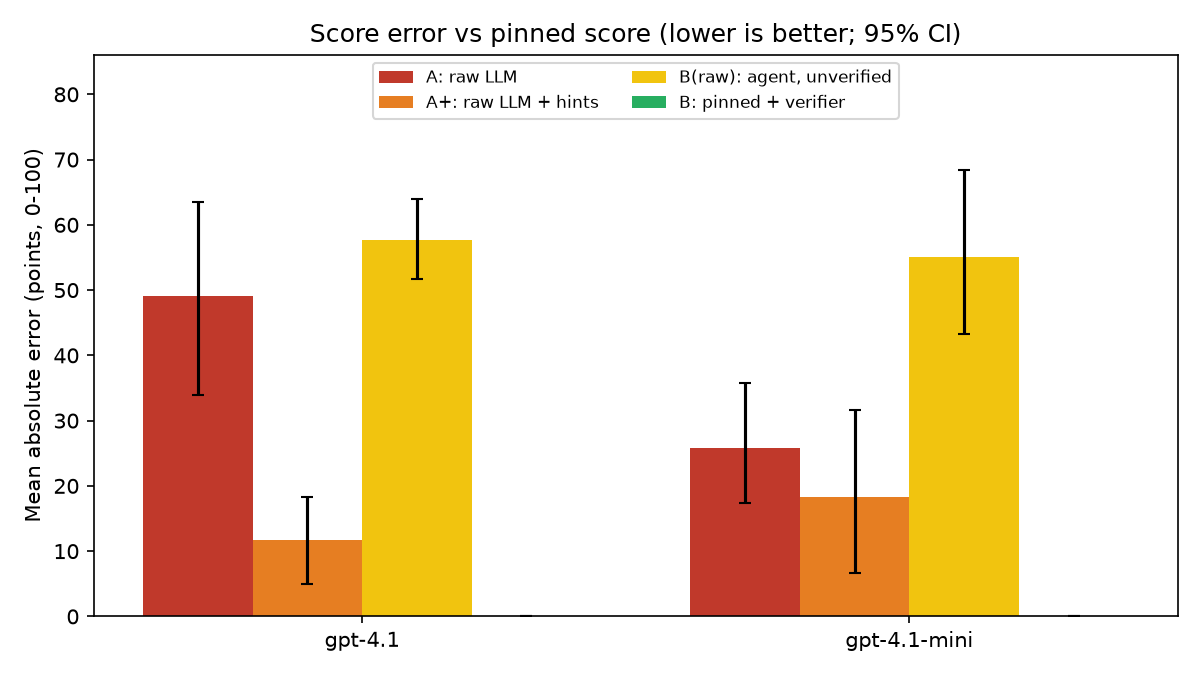 Score error vs pinned score (lower is better; 95% CI)
A: raw LLM
A+: raw LLM + hints
B(raw): agent, unverified
B: pinned + verifier
Mean absolute error (points, 0-100)
80
70
60
50
40
30
20
10
0
gpt-4.1
gpt-4.1-mini